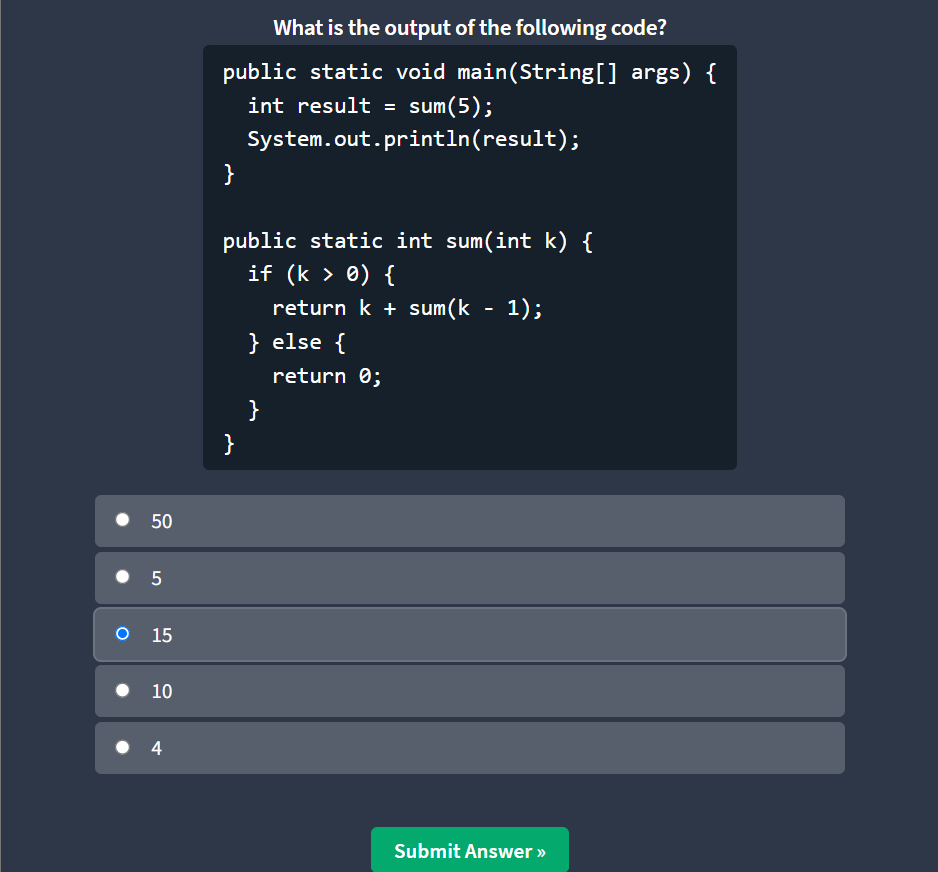 What is the output of the following code?
public static void main(String[] args) {
  int result = sum(5);
  System.out.println(result);
}

public static int sum(int k) {
  if (k > 0) {
    return k + sum(k - 1);
  } else {
    return 0;
  }
}
50
5
15
10
4
Submit Answer »